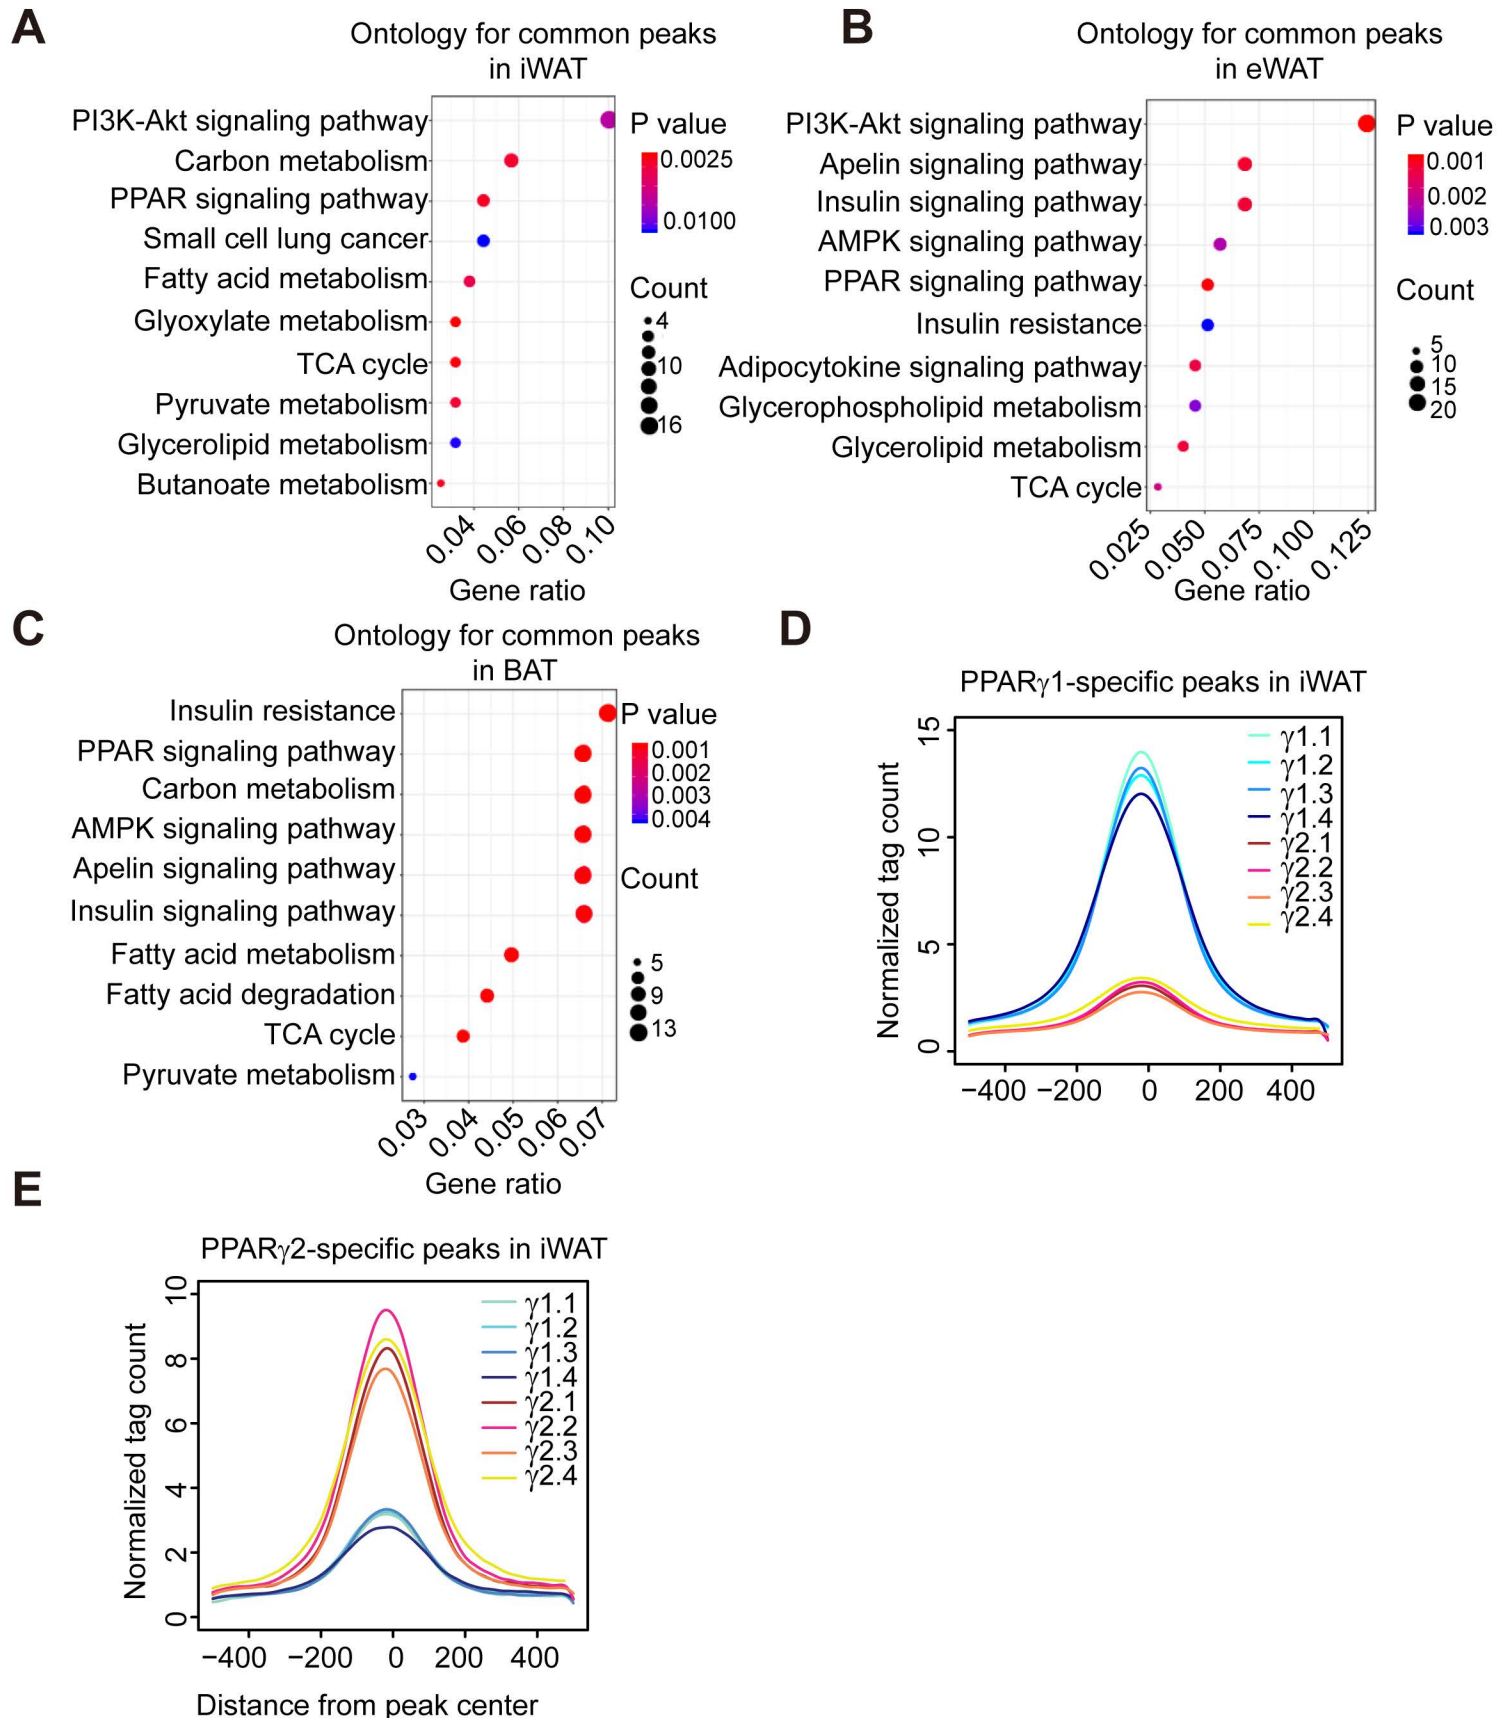 A
Ontology for common peaks
in iWAT
PI3K-Akt signaling pathway
Carbon metabolism
PPAR signaling pathway
Small cell lung cancer
Fatty acid metabolism
Glyoxylate metabolism
TCA cycle
Pyruvate metabolism
Glycerolipid metabolism
Butanoate metabolism
0.04
0.06
0.08
0.10
Gene ratio
P value
0.0025
0.0100
Count
4
10
16
B
Ontology for common peaks
in eWAT
PI3K-Akt signaling pathway
Apelin signaling pathway
Insulin signaling pathway
AMPK signaling pathway
PPAR signaling pathway
Insulin resistance
Adipocytokine signaling pathway
Glycerophospholipid metabolism
Glycerolipid metabolism
TCA cycle
0.025
0.050
0.075
0.100
0.125
Gene ratio
P value
0.001
0.002
0.003
Count
5
10
15
20
C
Ontology for common peaks
in BAT
Insulin resistance
PPAR signaling pathway
Carbon metabolism
AMPK signaling pathway
Apelin signaling pathway
Insulin signaling pathway
Fatty acid metabolism
Fatty acid degradation
TCA cycle
Pyruvate metabolism
0.03
0.04
0.05
0.06
0.07
Gene ratio
P value
0.001
0.002
0.003
0.004
Count
5
9
13
D
PPARγ1-specific peaks in iWAT
Normalized tag count
15
10
5
0
γ1.1
γ1.2
γ1.3
γ1.4
γ2.1
γ2.2
γ2.3
γ2.4
−400 −200 0 200 400
E
PPARγ2-specific peaks in iWAT
Normalized tag count
10
8
6
4
2
0
γ1.1
γ1.2
γ1.3
γ1.4
γ2.1
γ2.2
γ2.3
γ2.4
−400 −200 0 200 400
Distance from peak center